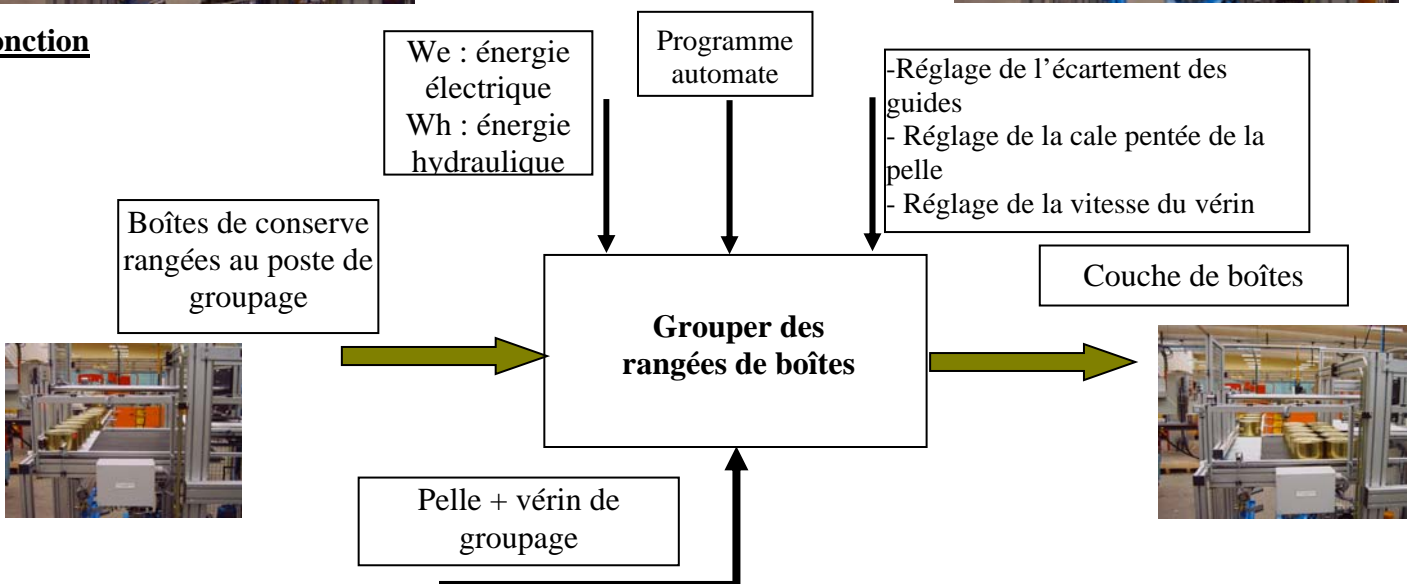 onction
We : énergie
électrique
Wh : énergie
hydraulique
Programme
automate
-Réglage de l'écartement des
guides
- Réglage de la cale pentée de la
pelle
- Réglage de la vitesse du vérin
Boîtes de conserve
rangées au poste de
groupage
Couche de boîtes
Grouper des
rangées de boîtes
Pelle + vérin de
groupage